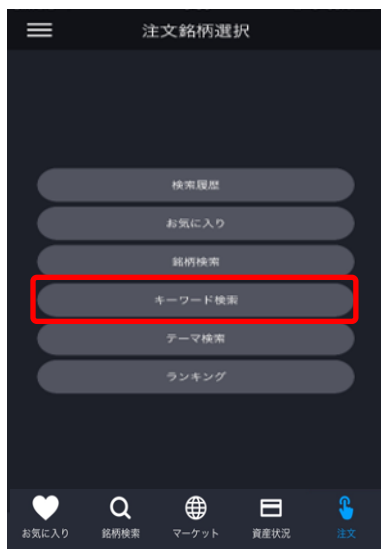 注文銘柄選択
検索履歴
お気に入り
銘柄検索
キーワード検索
テーマ検索
ランキング
お気に入り 銘柄検索 マーケット 資産状況 注文